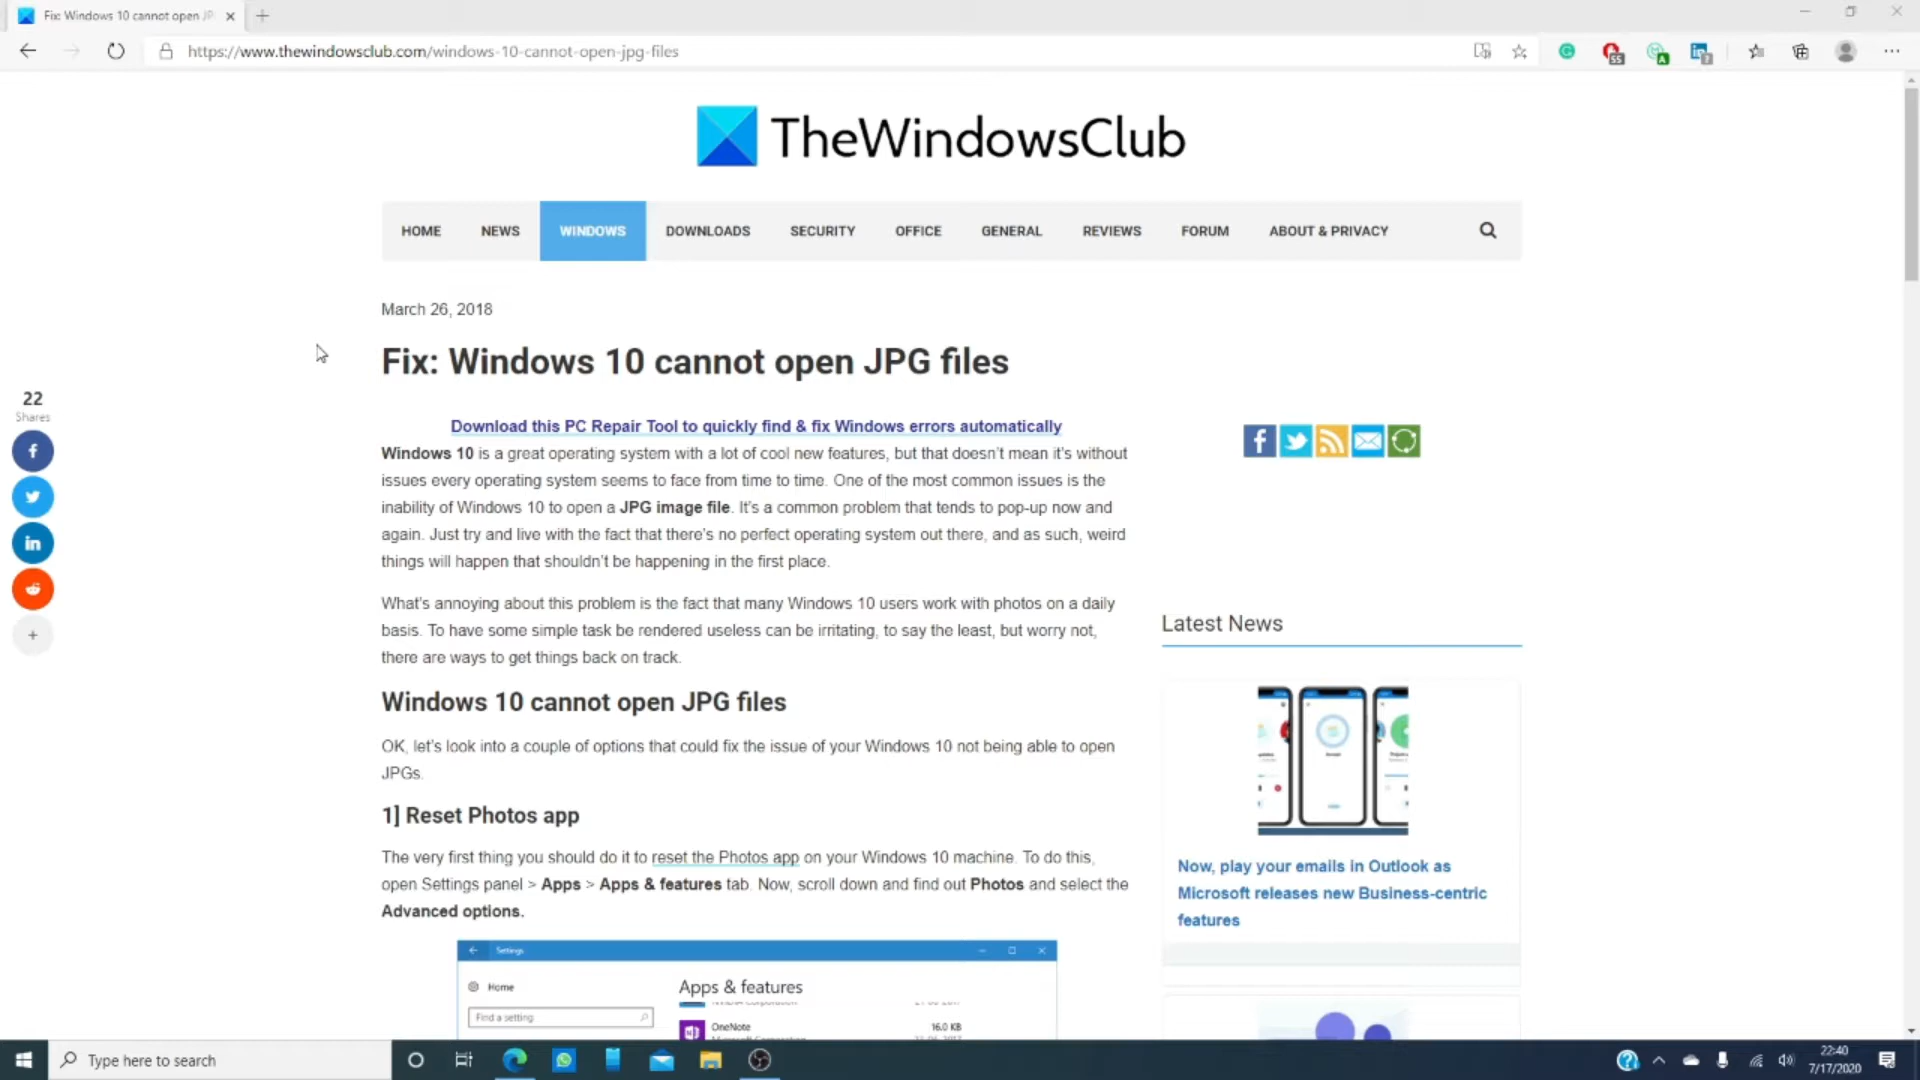 Fix: Windows 10 cannot open JP
https://www.thewindowsclub.com/windows-10-cannot-open-jpg-files
55
A
7
TheWindowsClub
HOME NEWS WINDOWS DOWNLOADS SECURITY OFFICE GENERAL REVIEWS FORUM ABOUT & PRIVACY
March 26, 2018
Fix: Windows 10 cannot open JPG files
22
Shares
Download this PC Repair Tool to quickly find & fix Windows errors automatically
Windows 10 is a great operating system with a lot of cool new features, but that doesn't mean it's without
issues every operating system seems to face from time to time. One of the most common issues is the
inability of Windows 10 to open a JPG image file. It's a common problem that tends to pop-up now and
again. Just try and live with the fact that there's no perfect operating system out there, and as such, weird
things will happen that shouldn't be happening in the first place.
What's annoying about this problem is the fact that many Windows 10 users work with photos on a daily
basis. To have some simple task be rendered useless can be irritating, to say the least, but worry not,
there are ways to get things back on track.
Windows 10 cannot open JPG files
OK, let's look into a couple of options that could fix the issue of your Windows 10 not being able to open
JPGs.
1] Reset Photos app
The very first thing you should do it to reset the Photos app on your Windows 10 machine. To do this,
open Settings panel > Apps > Apps & features tab. Now, scroll down and find out Photos and select the
Advanced options.
Settings
Home
Find a setting
Apps & features
OneNote 16.0 KB
Latest News
Now, play your emails in Outlook as
Microsoft releases new Business-centric
features
Type here to search
22:40
7/17/2020